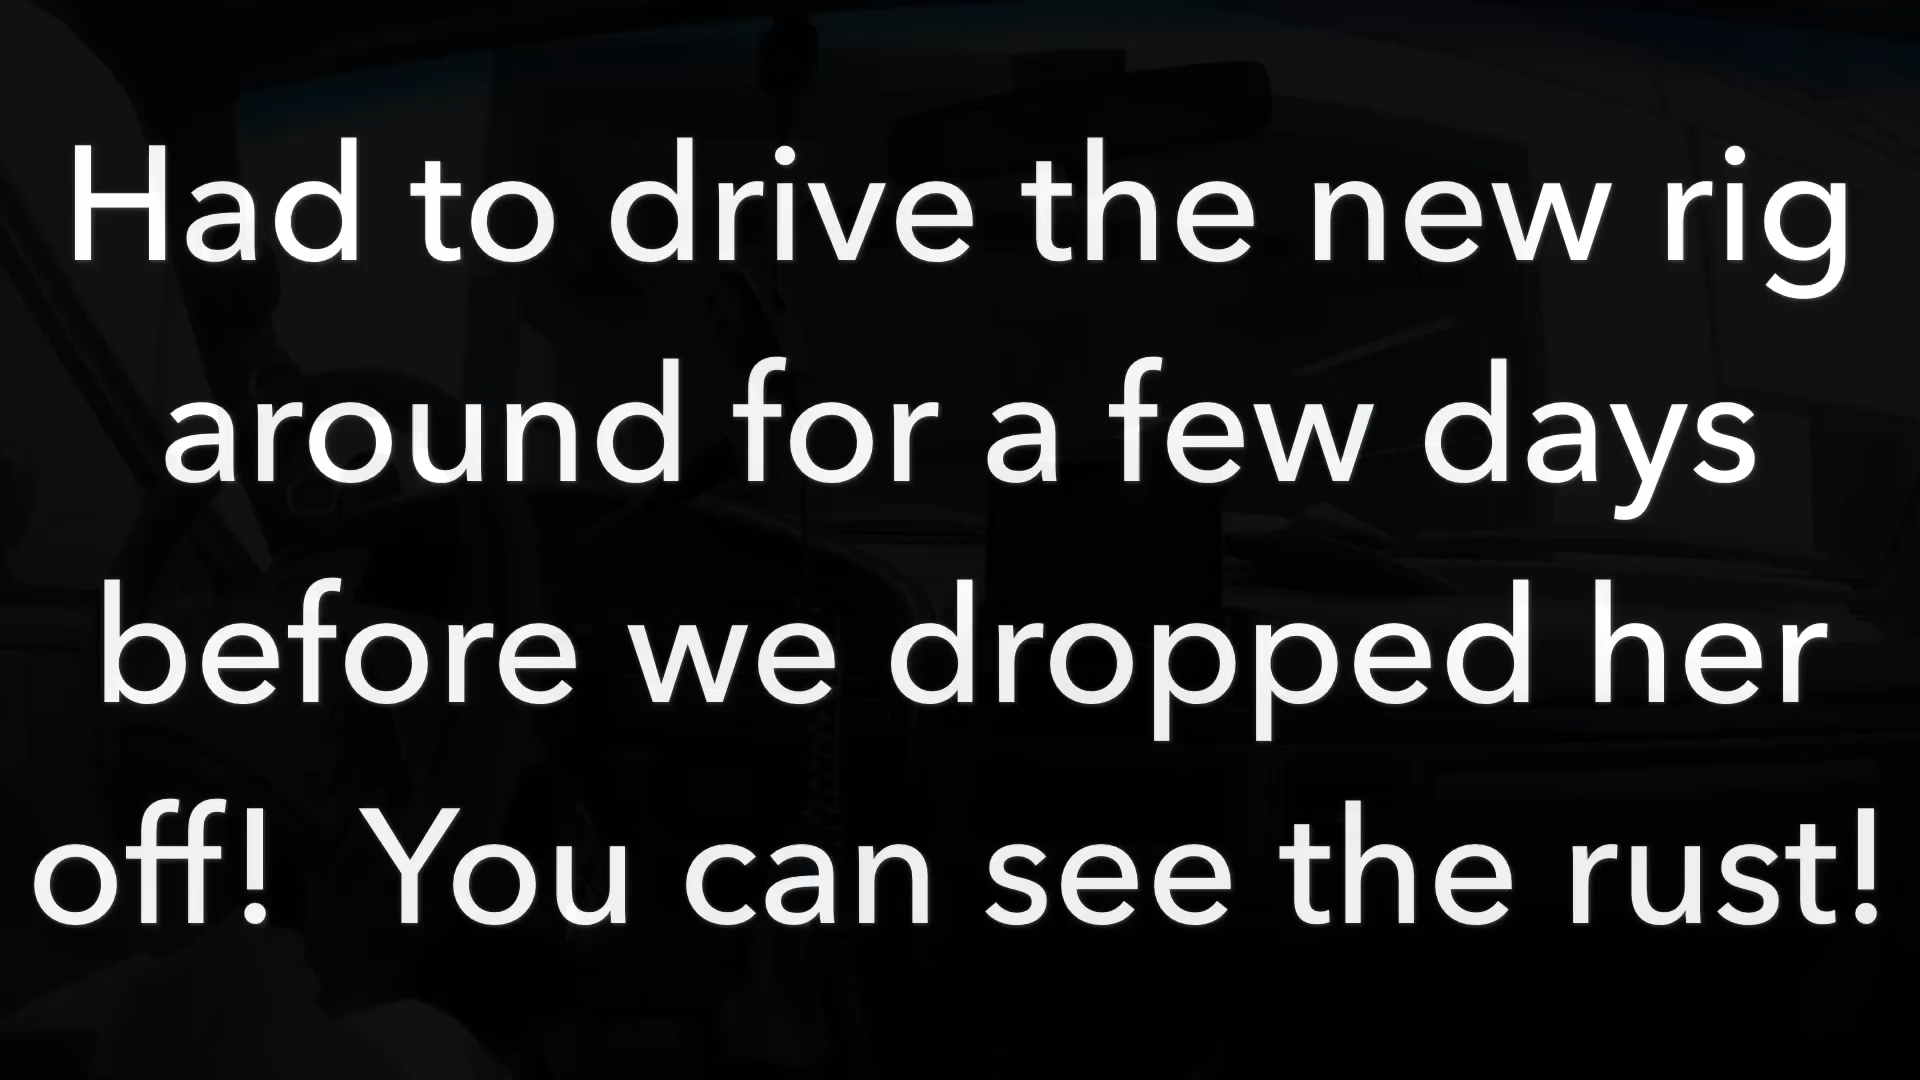 Had to drive the new rig
around for a few days
before we dropped her
off!  You can see the rust!